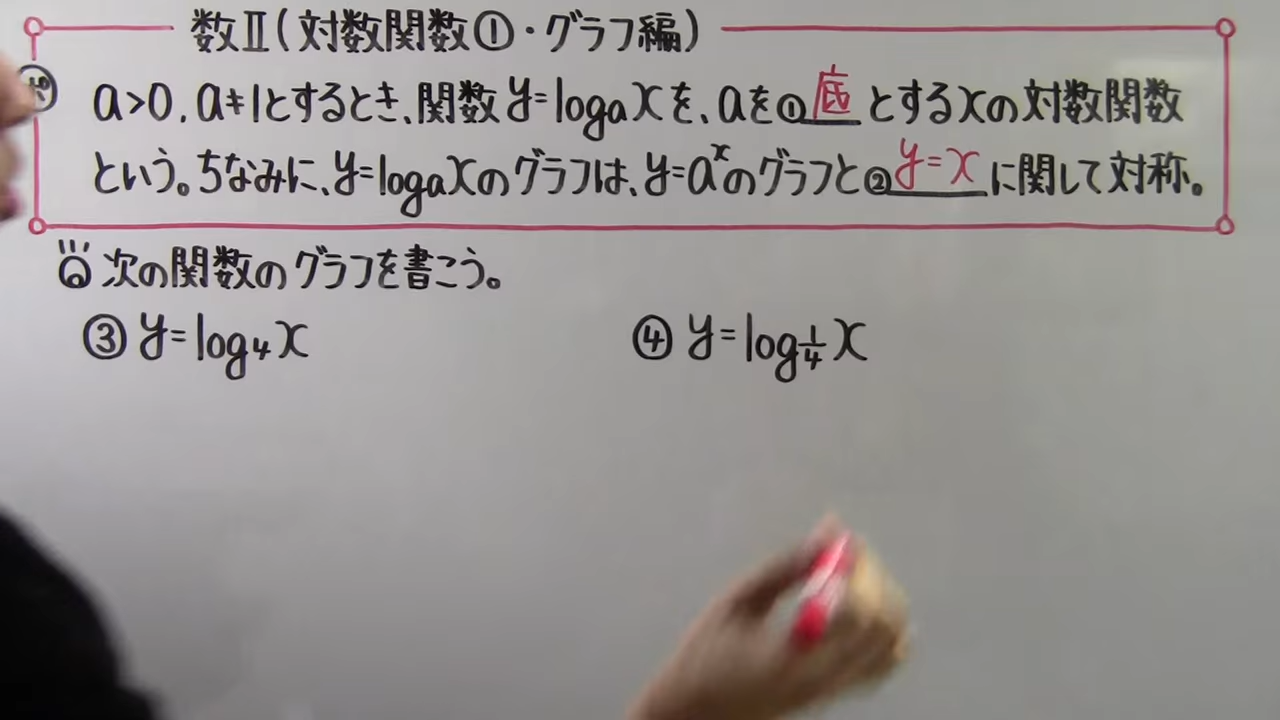 数Ⅱ(対数関数①・グラフ編)
a>0, a≠1とするとき、関数y=logₐxを、aを①底とするxの対数関数
という。ちなみに、y=logₐxのグラフは、y=aˣのグラフと②y=xに関して対称。
次の関数のグラフを書こう。
③ y=log₄x
④ y=log1/4 x